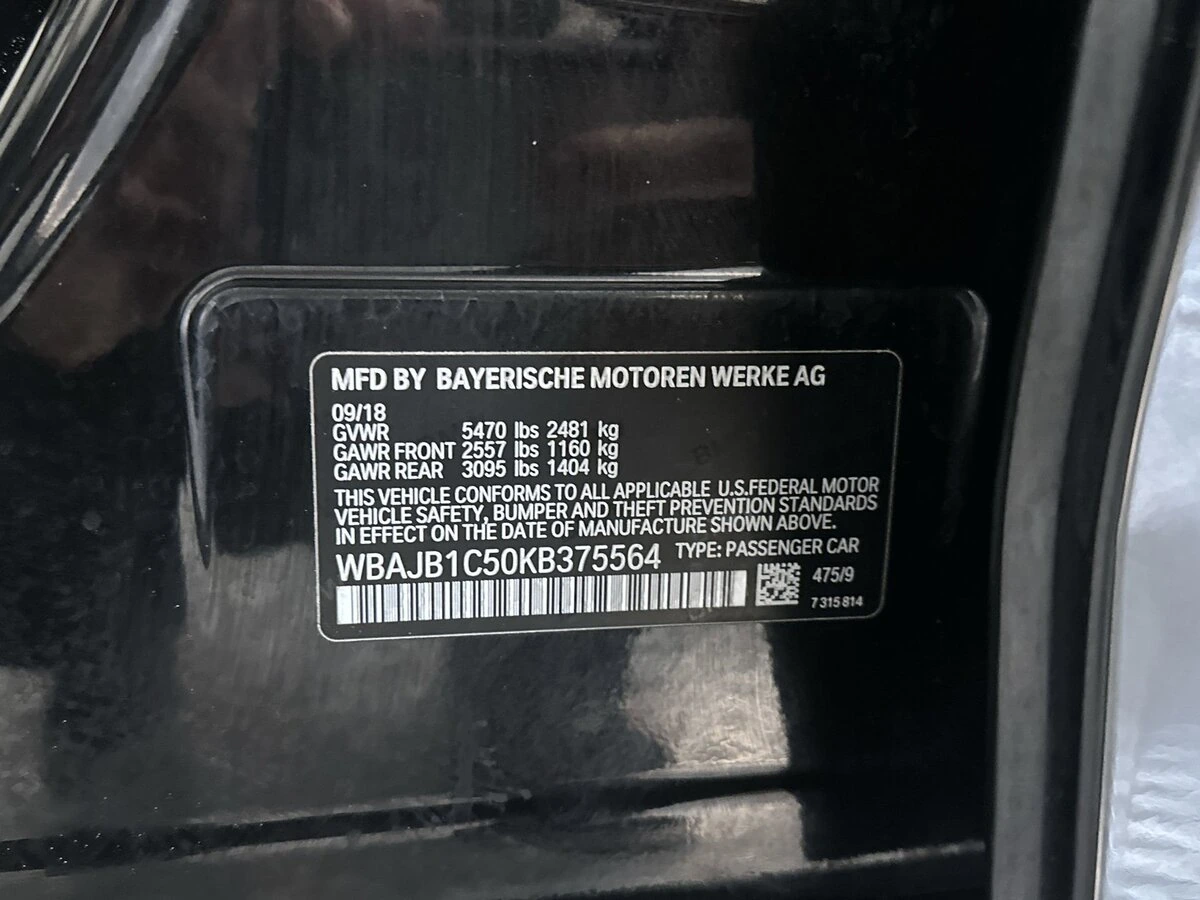 MFD BY BAYERISCHE MOTOREN WERKE AG
09/18
GVWR 5470 lbs 2481 kg
GAWR FRONT 2557 lbs 1160 kg
GAWR REAR 3095 lbs 1404 kg
THIS VEHICLE CONFORMS TO ALL APPLICABLE U.S.FEDERAL MOTOR
VEHICLE SAFETY, BUMPER AND THEFT PREVENTION STANDARDS
IN EFFECT ON THE DATE OF MANUFACTURE SHOWN ABOVE.
WBAJB1C50KB375564 TYPE: PASSENGER CAR
475/9
7 315 814